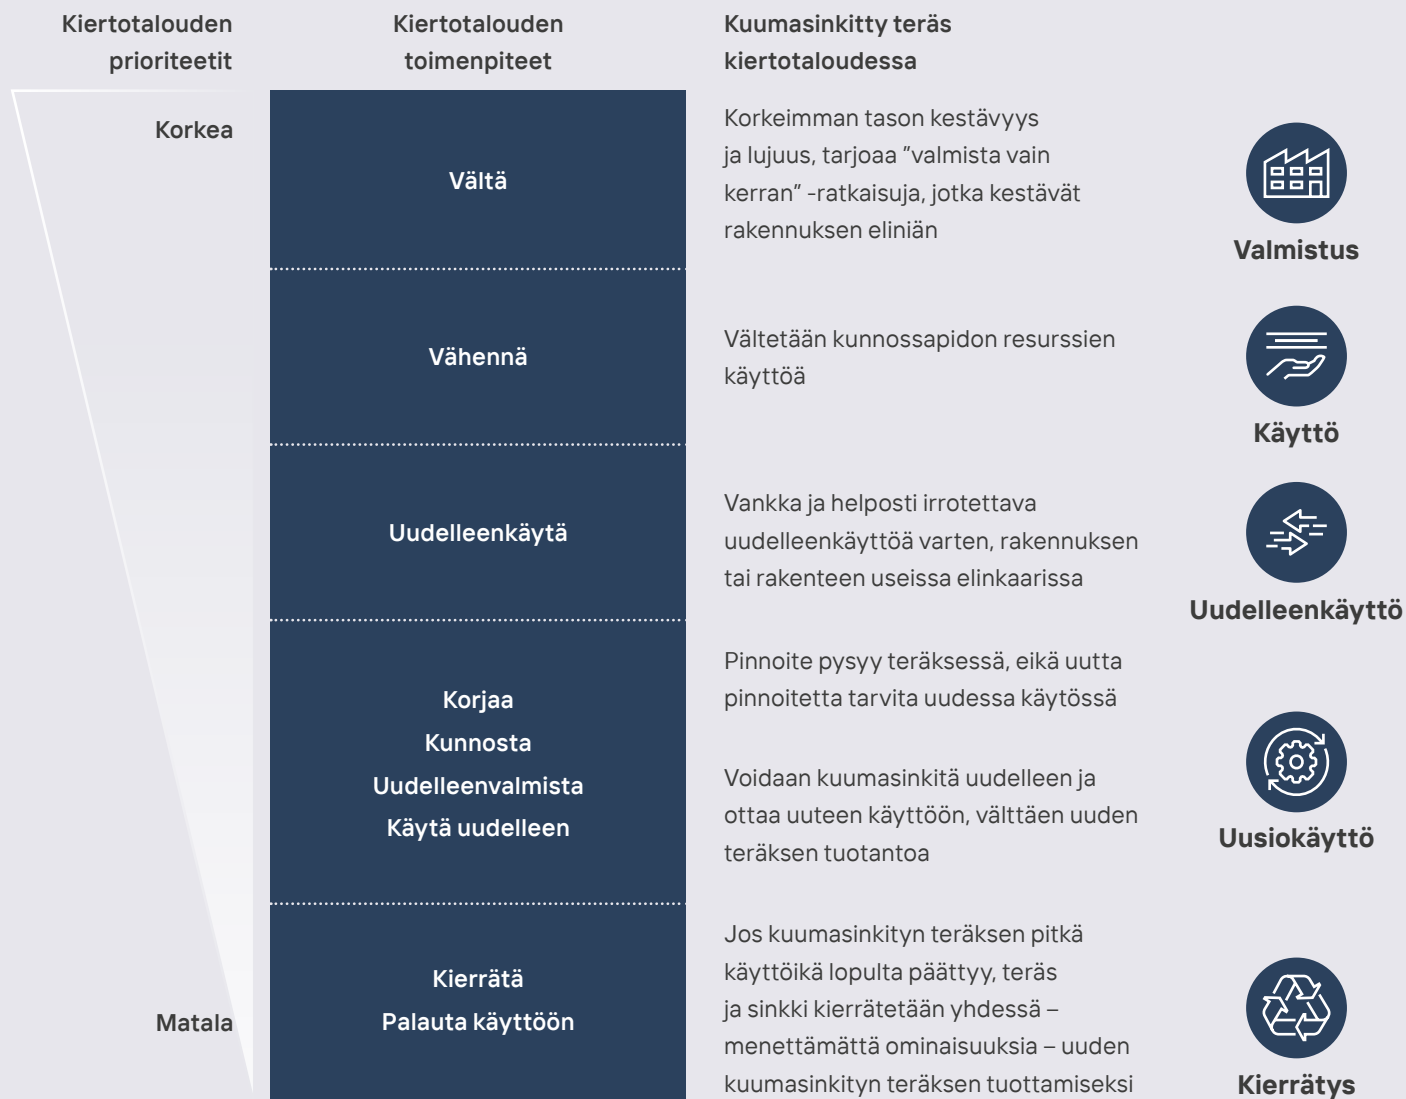 Kiertotalouden
prioriteetit
Kiertotalouden
toimenpiteet
Kuumasinkitty teräs
kiertotaloudessa
Korkea
Vältä
Korkeimman tason kestävyys
ja lujuus, tarjoaa ”valmista vain
kerran” -ratkaisuja, jotka kestävät
rakennuksen eliniän
Valmistus
Vähennä
Vältetään kunnossapidon resurssien
käyttöä
Käyttö
Uudelleenkäytä
Vankka ja helposti irrotettava
uudelleenkäyttöä varten, rakennuksen
tai rakenteen useissa elinkaarissa
Uudelleenkäyttö
Korjaa
Kunnosta
Uudelleenvalmista
Käytä uudelleen
Pinnoite pysyy teräksessä, eikä uutta
pinnoitetta tarvita uudessa käytössä
Voidaan kuumasinkitä uudelleen ja
ottaa uuteen käyttöön, välttäen uuden
teräksen tuotantoa
Uusiokäyttö
Matala
Kierrätä
Palauta käyttöön
Jos kuumasinkityn teräksen pitkä
käyttöikä lopulta päättyy, teräs
ja sinkki kierrätetään yhdessä –
menettämättä ominaisuuksia – uuden
kuumasinkityn teräksen tuottamiseksi
Kierrätys